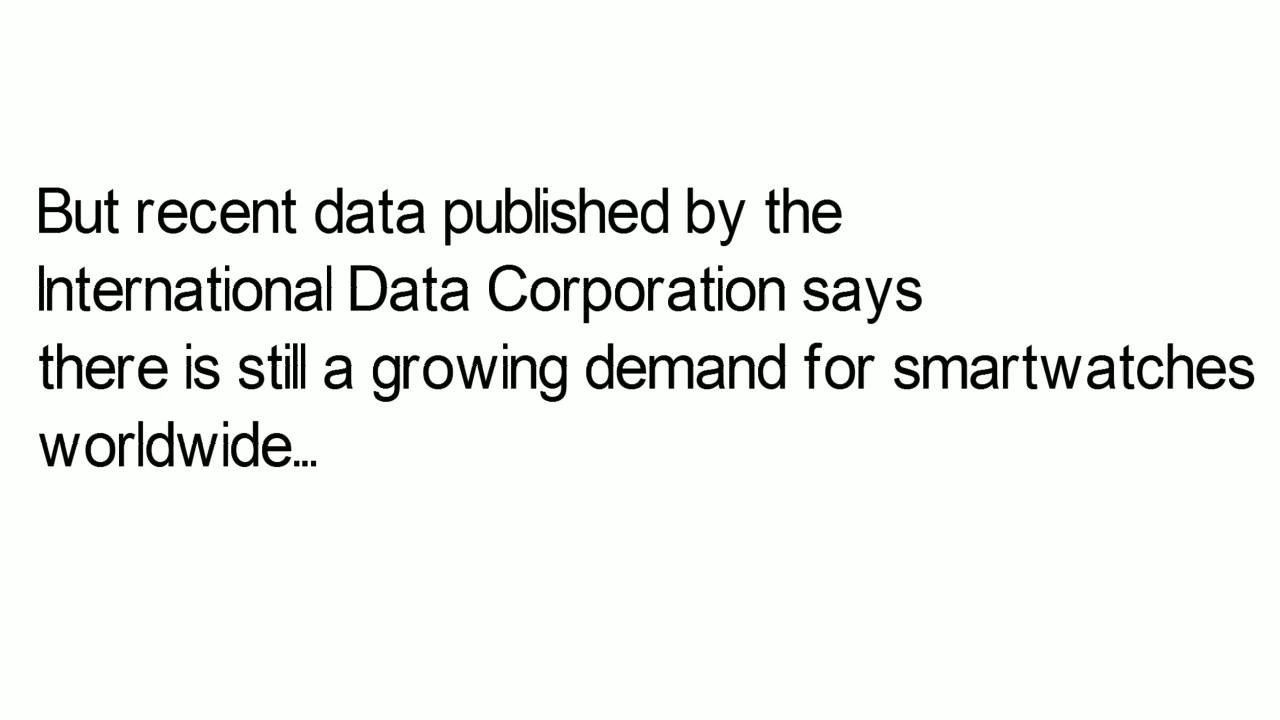 But recent data published by the
International Data Corporation says
there is still a growing demand for smartwatches
worldwide...